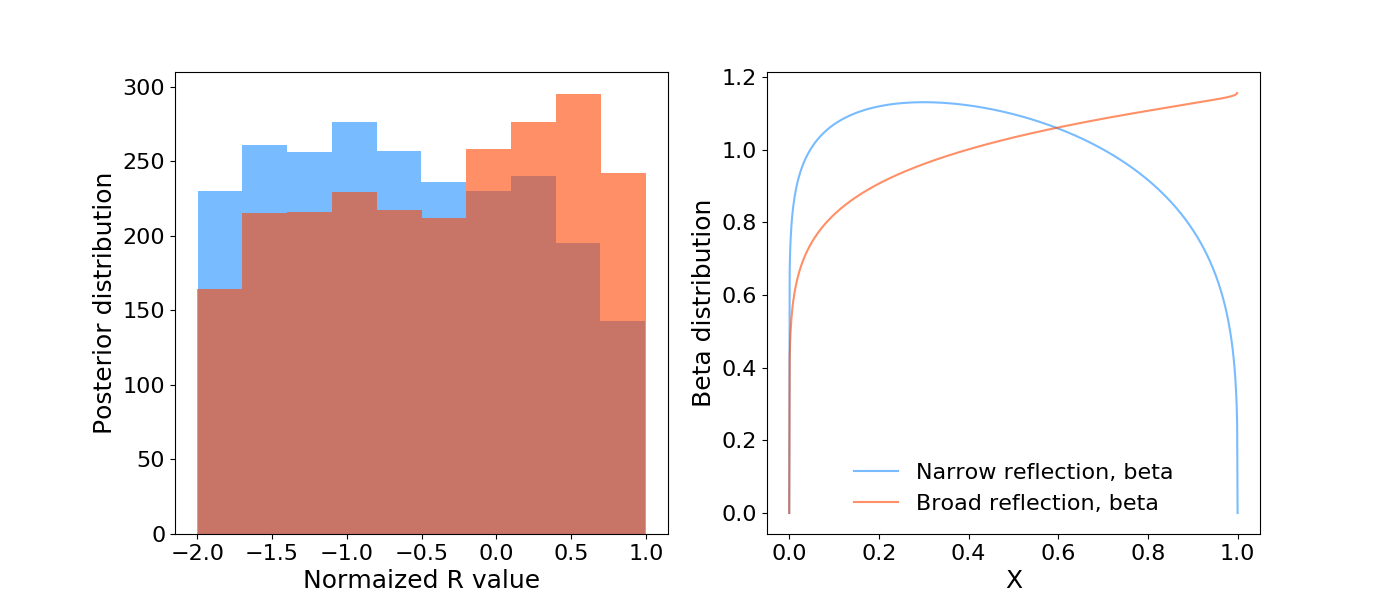 Posterior distribution
300
250
200
150
100
50
0
−2.0 −1.5 −1.0 −0.5 0.0 0.5 1.0
Normaized R value
Beta distribution
1.2
1.0
0.8
0.6
0.4
0.2
0.0
0.0 0.2 0.4 0.6 0.8 1.0
X
Narrow reflection, beta
Broad reflection, beta